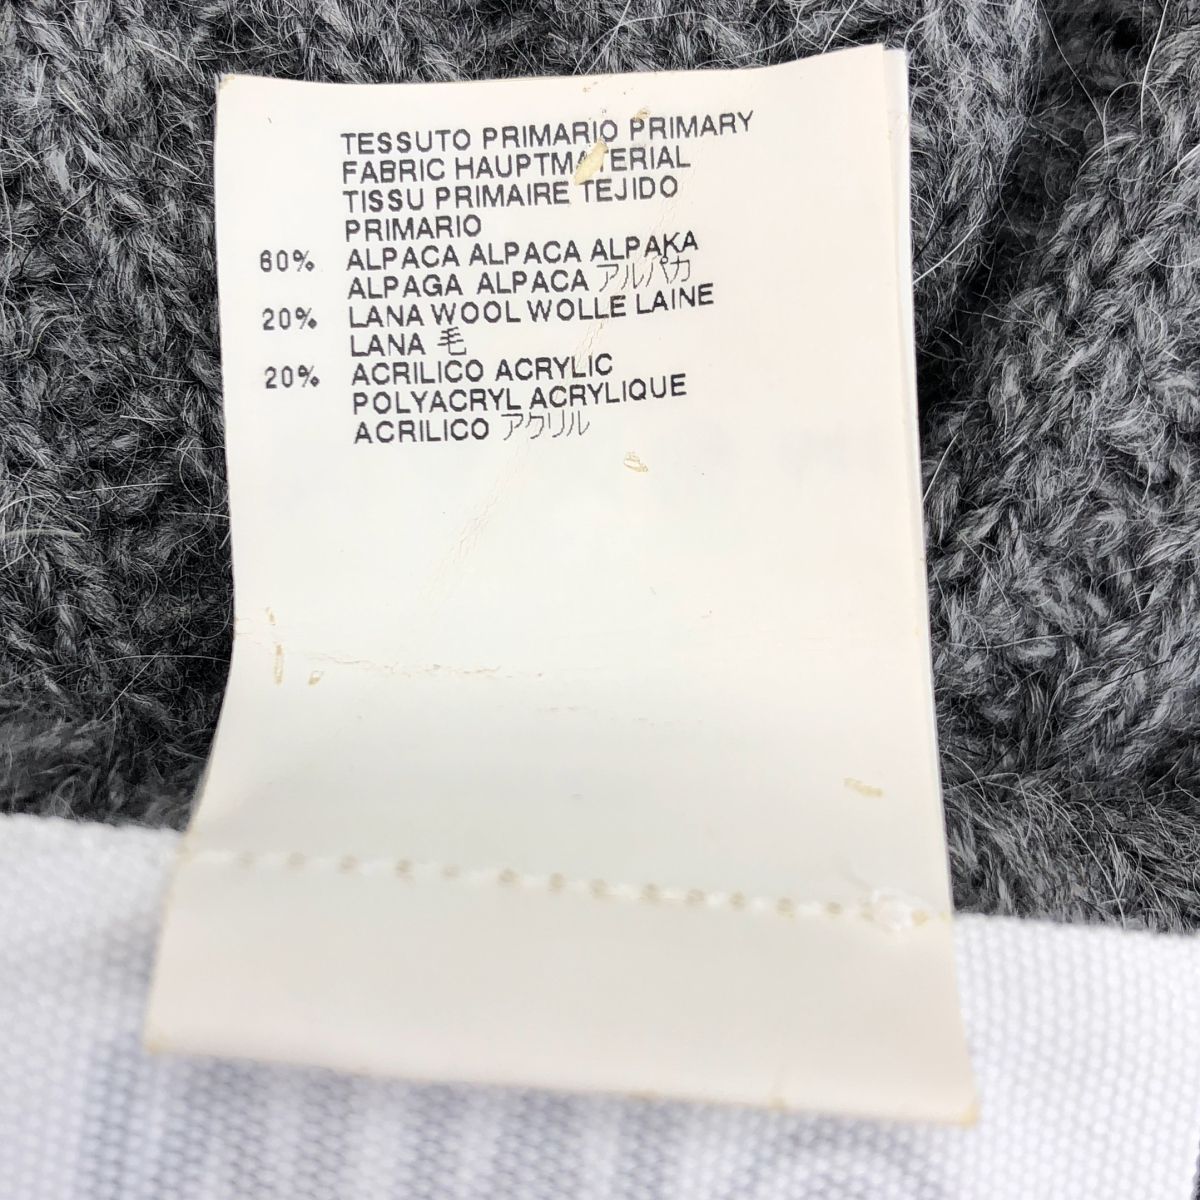 TESSUTO PRIMARIO PRIMARY
FABRIC HAUPTMATERIAL
TISSU PRIMAIRE TEJIDO
PRIMARIO
60% ALPACA ALPACA ALPAKA
ALPAGA ALPACA アルパカ
20% LANA WOOL WOLLE LAINE
LANA 毛
20% ACRILICO ACRYLIC
POLYACRYL ACRYLIQUE
ACRILICO アクリル